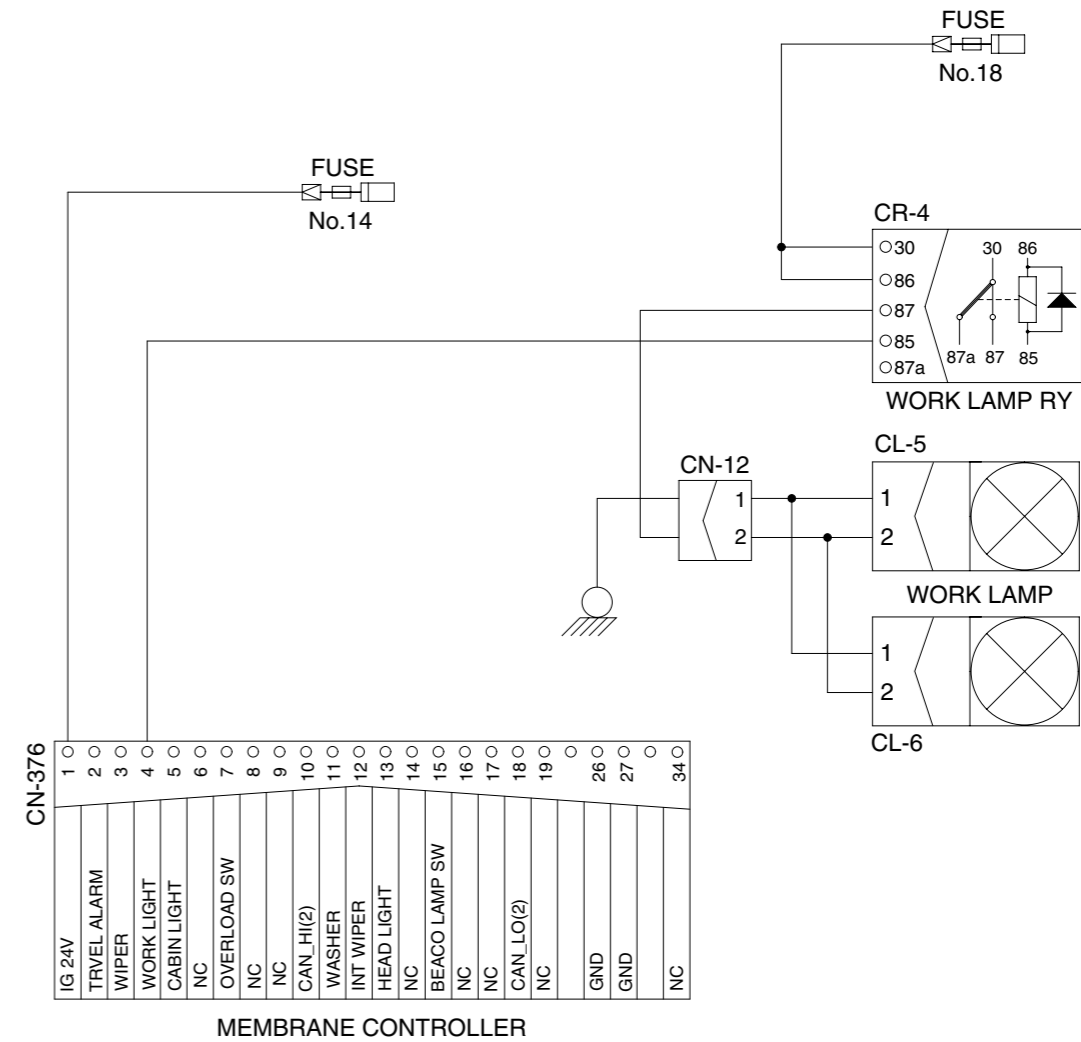 FUSE
No.18
FUSE
No.14
CR-4
30
86
87
85
87a
30 86
87a 87 85
WORK LAMP RY
CN-12
1
2
CL-5
1
2
WORK LAMP
1
2
CL-6
CN-376
1 2 3 4 5 6 7 8 9 10 11 12 13 14 15 16 17 18 19 26 27 34
IG 24V
TRVEL ALARM
WIPER
WORK LIGHT
CABIN LIGHT
NC
OVERLOAD SW
NC
NC
CAN_HI(2)
WASHER
INT WIPER
HEAD LIGHT
NC
BEACO LAMP SW
NC
NC
CAN_LO(2)
NC
GND
GND
NC
MEMBRANE CONTROLLER